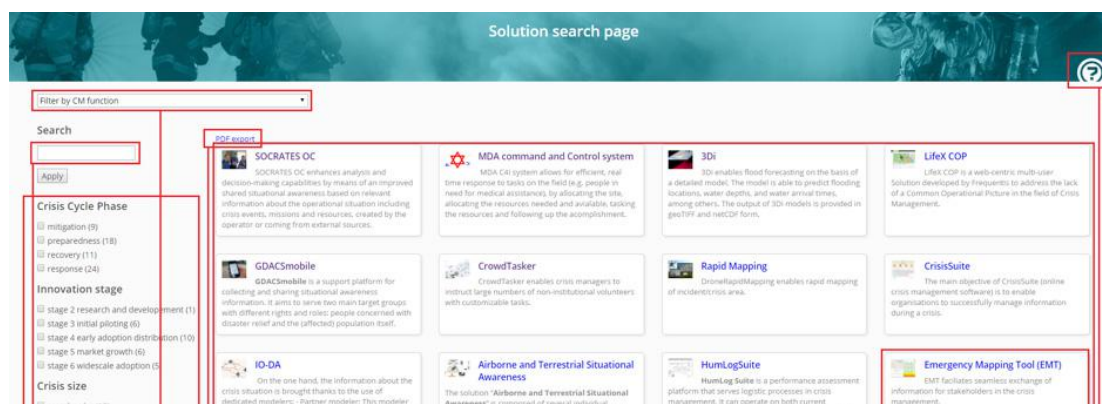 Solution search page
Filter by CM function
Search
Apply
Crisis Cycle Phase
mitigation (9)
preparedness (18)
recovery (11)
response (24)
Innovation stage
stage 2 research and development (1)
stage 3 initial piloting (6)
stage 4 early adoption distribution (10)
stage 5 market growth (6)
stage 6 widescale adoption (5
Crisis size
PDF export
SOCRATES OC
SOCRATES OC enhances analysis and
decision-making capabilities by means of an improved
shared situational awareness based on relevant
information about the operational situation including
crisis events, missions and resources, created by the
operator or coming from external sources.
MDA command and Control system
MDA C4I system allows for efficient, real
time response to tasks on the field (e.g. people in
need for medical assistance), by allocating the site,
allocating the resources needed and available, tasking
the resources and following up the acomplishment.
3Di
3Di enables flood forecasting on the basis of
a detailed model. The model is able to predict flooding
locations, water depths, and water arrival times,
among others. The output of 3Di models is provided in
geoTIFF and netCDF form.
LifeX COP
LifeX COP is a web-centric multi-user
Solution developed by Frequentis to address the lack
of a Common Operational Picture in the field of Crisis
Management.
GDACSmobile
GDACSmobile is a support platform for
collecting and sharing situational awareness
information. It aims to serve two main target groups
with different rights and roles: people concerned with
disaster relief and the (affected) population itself.
CrowdTasker
CrowdTasker enables crisis managers to
instruct large numbers of non-institutional volunteers
with customizable tasks.
Rapid Mapping
DroneRapidMapping enables rapid mapping
of incident/crisis area.
CrisisSuite
The main objective of CrisisSuite (online
crisis management software) is to enable
organisations to successfully manage information
during a crisis.
IO-DA
On the one hand, the information about the
crisis situation is brought thanks to the use of
dedicated modelers: - Partner modeler: This modeler
Airborne and Terrestrial Situational
Awareness
The solution "Airborne and Terrestrial Situational
Awareness" is composed of several individual
HumLogSuite
HumLog Suite is a performance assessment
platform that serves logistic processes in crisis
management. It can operate on both current
Emergency Mapping Tool (EMT)
EMT facilitates seamless exchange of
information for stakeholders in the crisis
management.